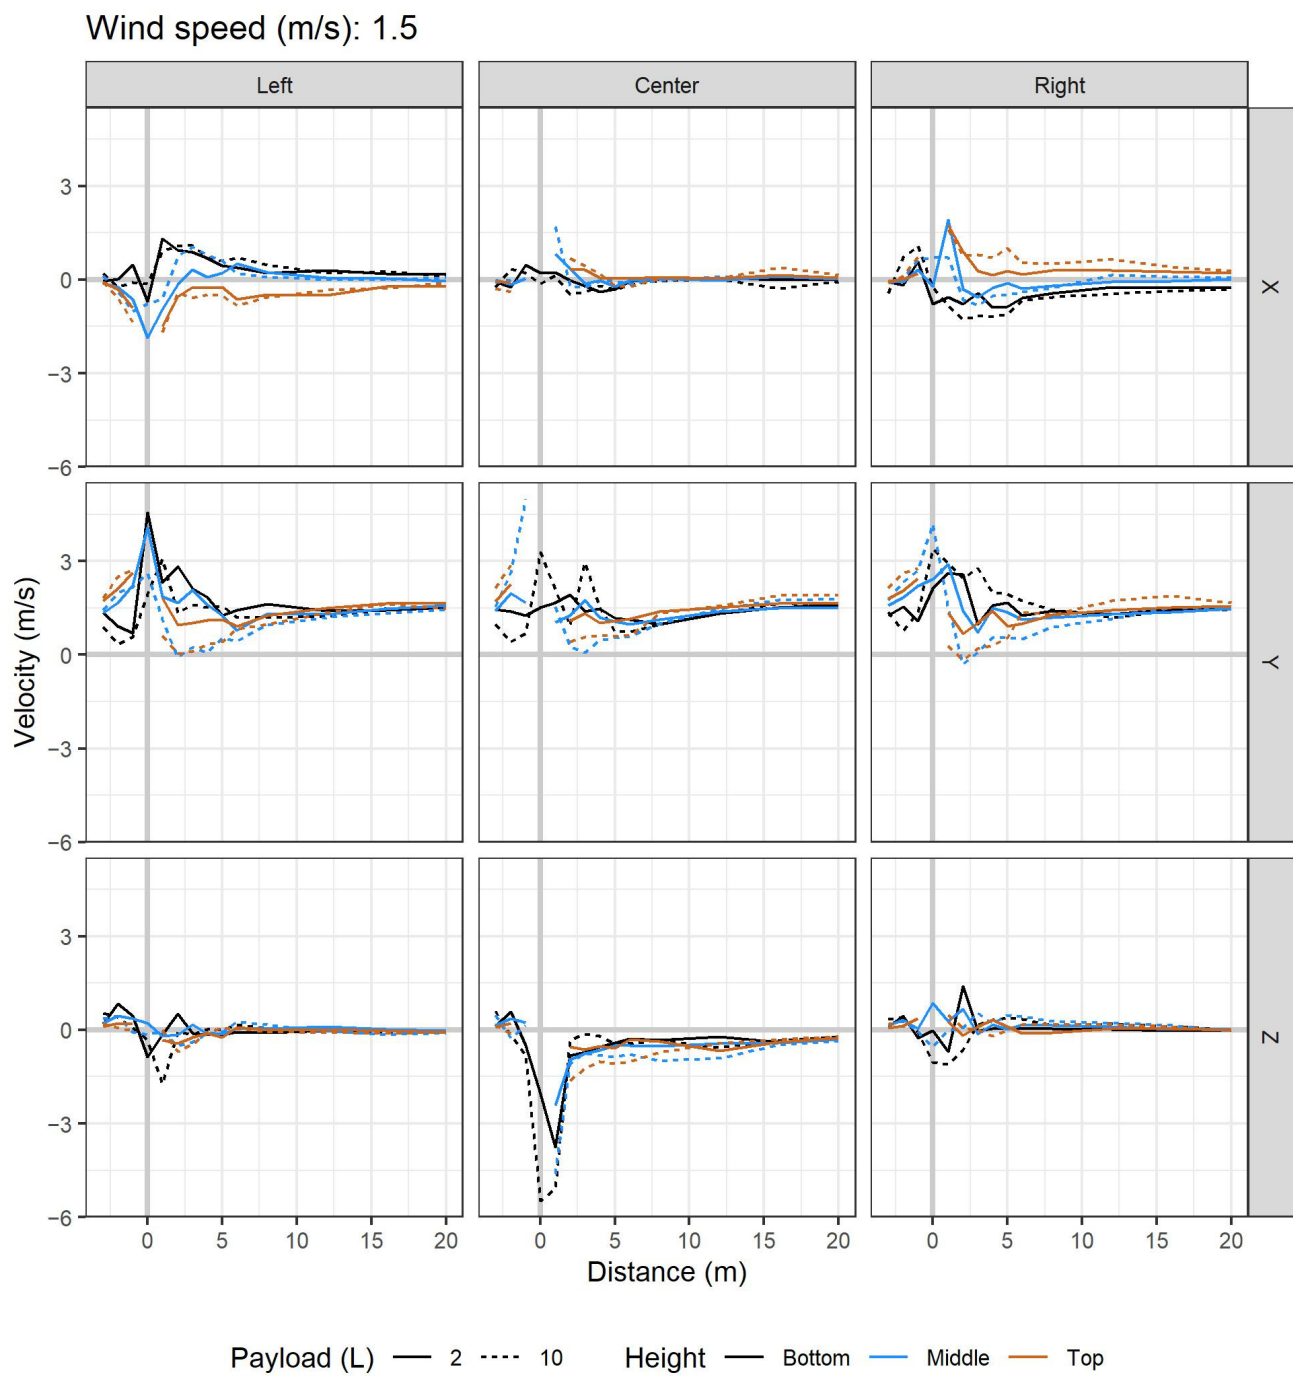 Wind speed (m/s): 1.5
Left Center Right
3
0
−3
−6
X
3
0
−3
−6
Y
3
0
−3
−6
Z
Velocity (m/s)
0 5 10 15 20 0 5 10 15 20 0 5 10 15 20
Distance (m)
Payload (L) 2 10 Height Bottom Middle Top